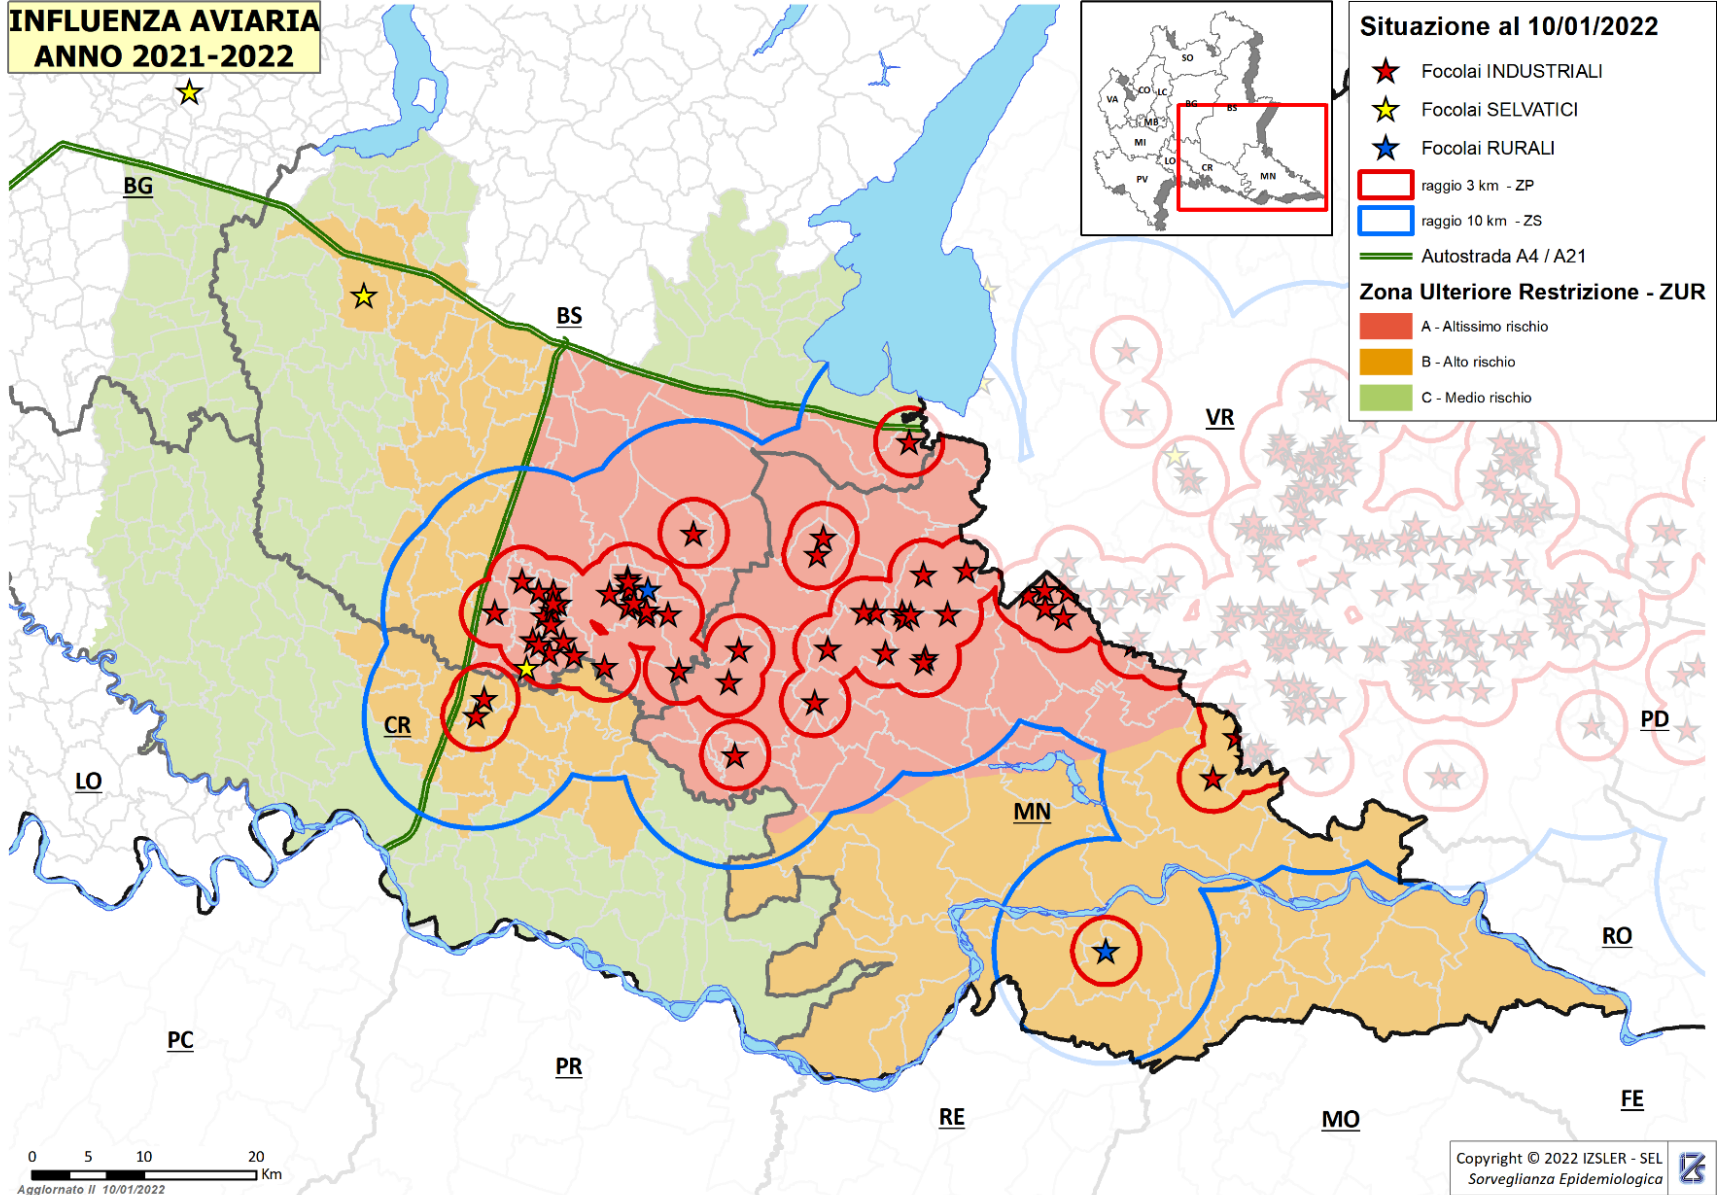 INFLUENZA AVIARIA
ANNO 2021-2022
Situazione al 10/01/2022
Focolai INDUSTRIALI
Focolai SELVATICI
Focolai RURALI
raggio 3 km - ZP
raggio 10 km - ZS
Autostrada A4 / A21
Zona Ulteriore Restrizione - ZUR
A - Altissimo rischio
B - Alto rischio
C - Medio rischio
SO
VA
CO
LC
BG
BS
MB
MI
LO
CR
MN
PV
BG
BS
VR
CR
LO
MN
PD
RO
PC
PR
RE
MO
FE
0 5 10 20
Km
Aggiornato il 10/01/2022
Copyright © 2022 IZSLER - SEL
Sorveglianza Epidemiologica